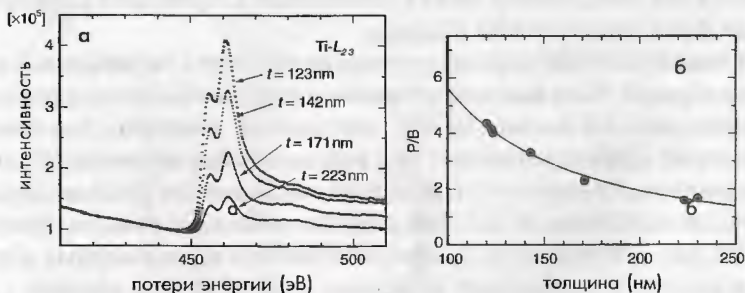 [×10⁵]
а
Ti-L₂₃
4
3
2
1
t = 123nm
t = 142nm
t = 171nm
t = 223nm
a
интенсивность
450
500
потери энергии (эВ)
б
6
4
2
0
P/B
b
100
150
200
250
толщина (нм)